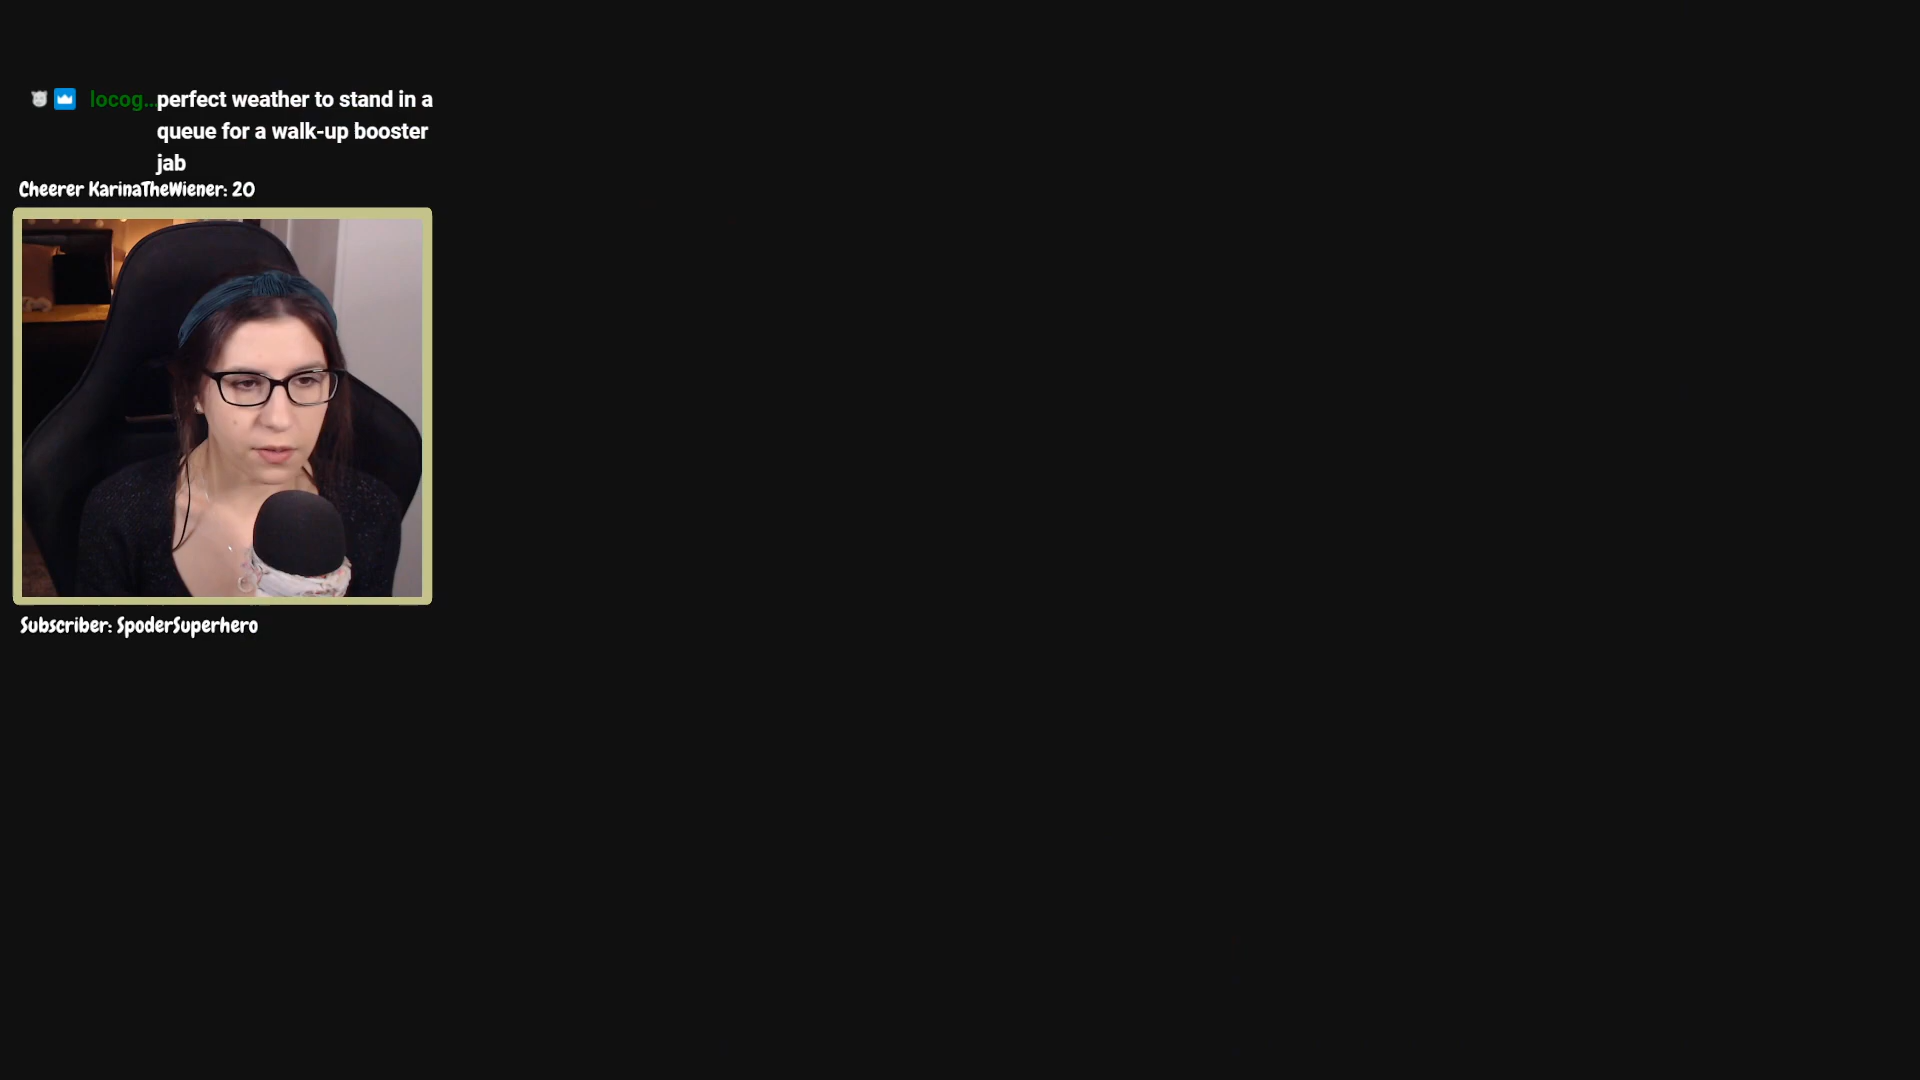 locog... perfect weather to stand in a
queue for a walk-up booster
jab
Cheerer KarinaTheWiener: 20
Subscriber: SpoderSuperhero